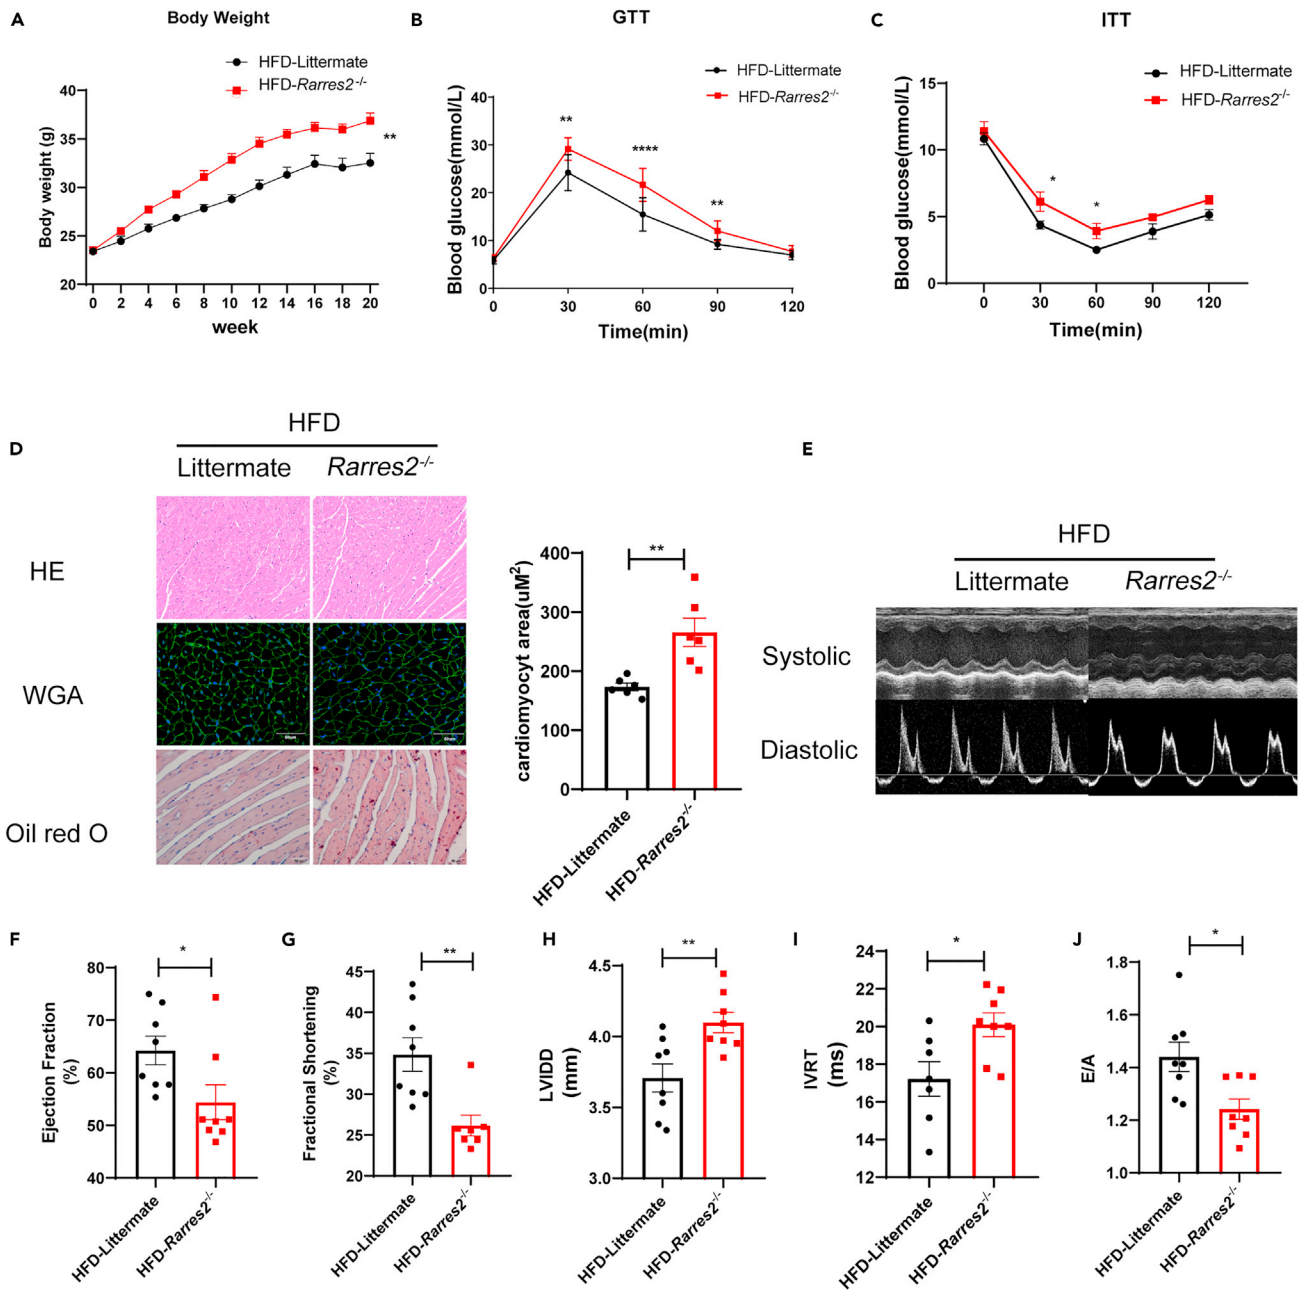 A
Body Weight
HFD-Littermate
HFD-Rarres2-/-
Body weight (g)
40
35
30
25
20
**
0 2 4 6 8 10 12 14 16 18 20
week
B
GTT
HFD-Littermate
HFD-Rarres2-/-
Blood glucose(mmol/L)
40
30
20
10
0
**
****
**
0 30 60 90 120
Time(min)
C
ITT
HFD-Littermate
HFD-Rarres2-/-
Blood glucose(mmol/L)
15
10
5
0
*
*
0 30 60 90 120
Time(min)
D
HFD
Littermate Rarres2-/-
HE
WGA
Oil red O
cardiomyocyt area(uM2)
400
300
200
100
0
**
HFD-Littermate
HFD-Rarres2-/-
E
HFD
Littermate Rarres2-/-
Systolic
Diastolic
F
Ejection Fraction
(%)
80
70
60
50
40
*
HFD-Littermate
HFD-Rarres2-/-
G
Fractional Shortening
(%)
45
40
35
30
25
20
**
HFD-Littermate
HFD-Rarres2-/-
H
LVIDD
(mm)
4.5
4.0
3.5
3.0
**
HFD-Littermate
HFD-Rarres2-/-
I
IVRT
(ms)
24
22
20
18
16
14
12
*
HFD-Littermate
HFD-Rarres2-/-
J
E/A
1.8
1.6
1.4
1.2
1.0
*
HFD-Littermate
HFD-Rarres2-/-